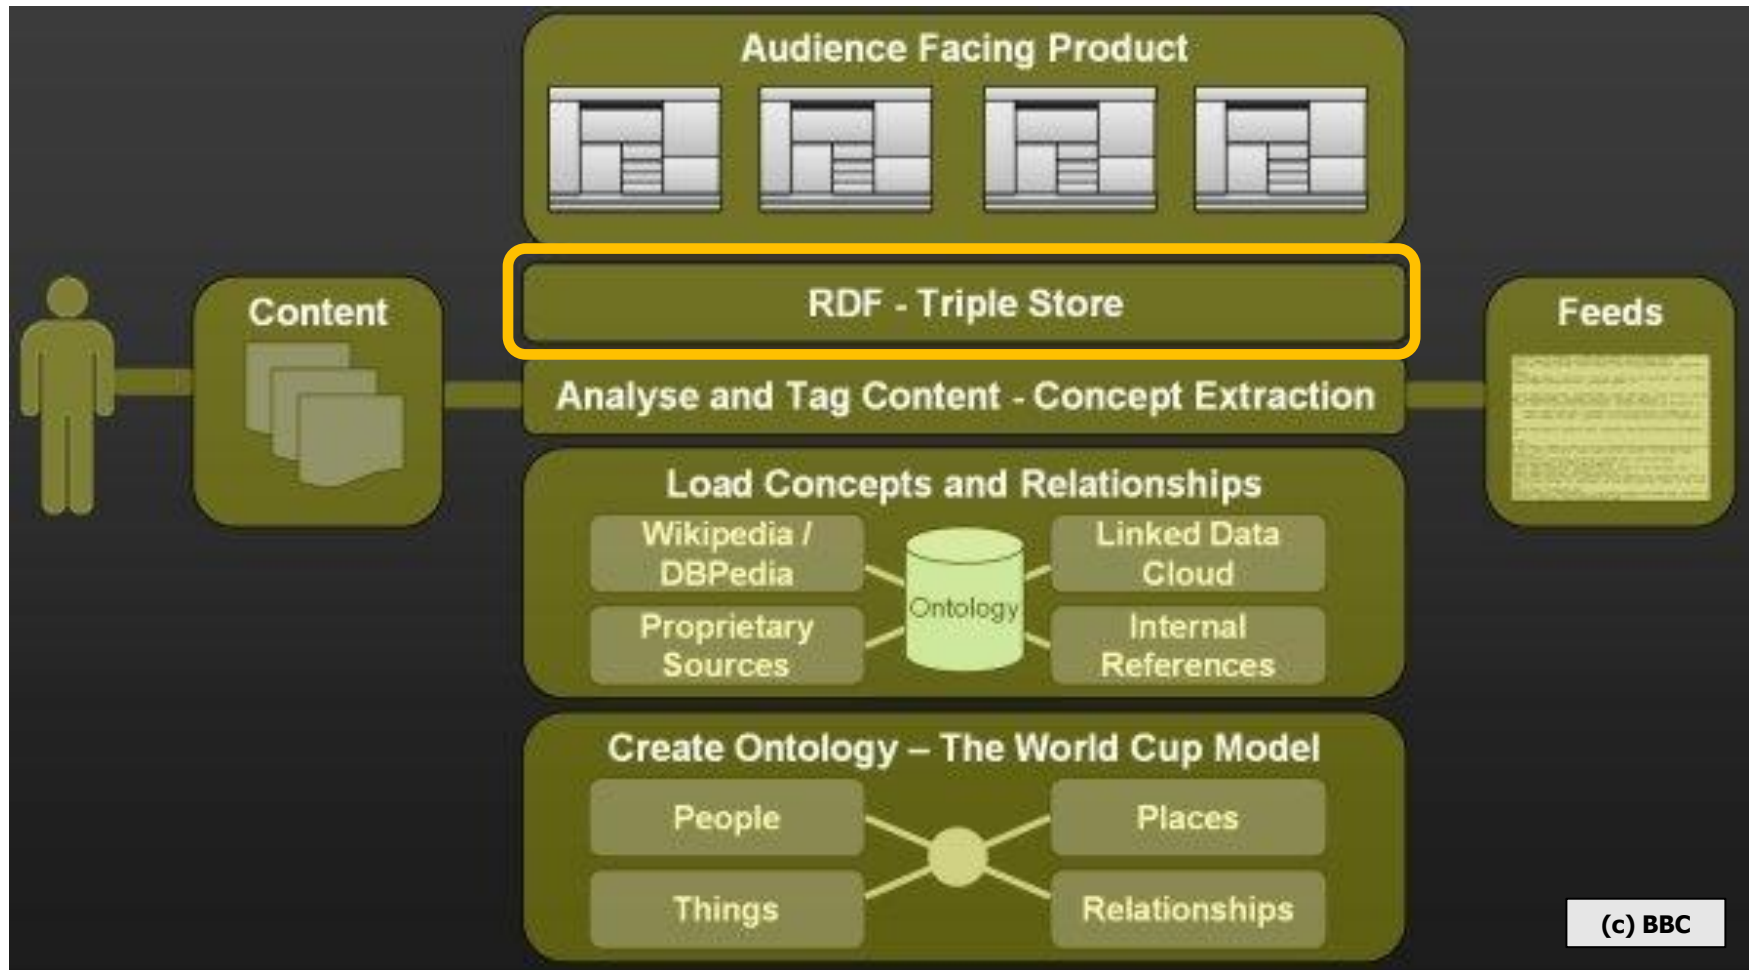 Audience Facing Product
RDF - Triple Store
Content
Feeds
Analyse and Tag Content - Concept Extraction
Load Concepts and Relationships
Wikipedia /
DBPedia
Linked Data
Cloud
Ontology
Proprietary
Sources
Internal
References
Create Ontology – The World Cup Model
People
Places
Things
Relationships
(c) BBC